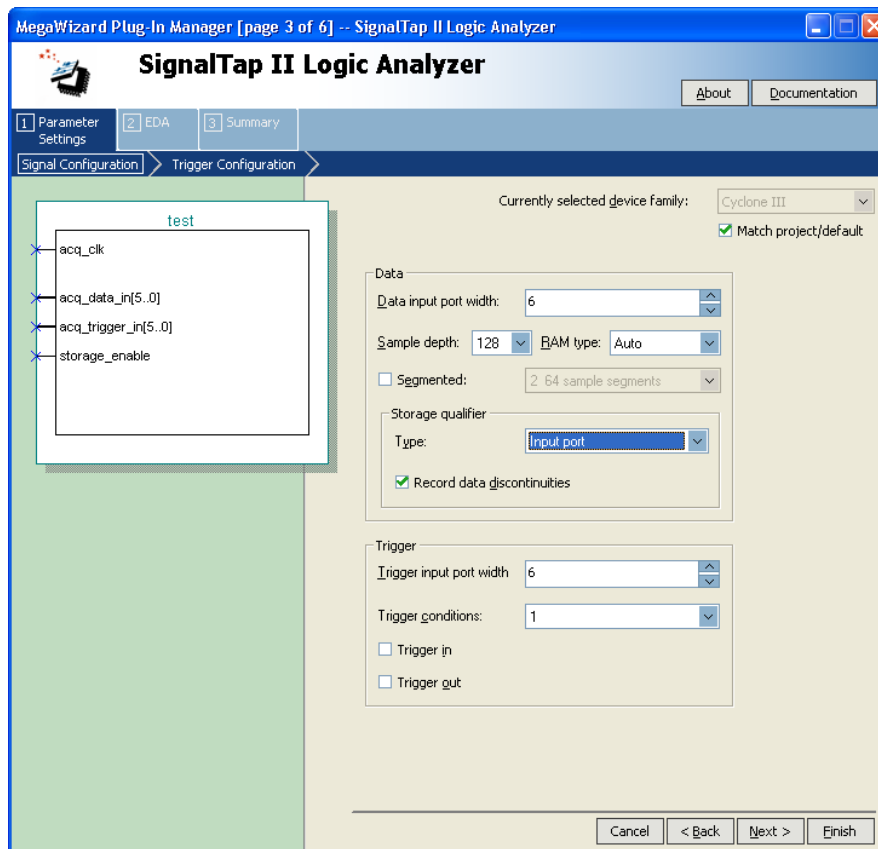 MegaWizard Plug-In Manager [page 3 of 6] -- SignalTap II Logic Analyzer
SignalTap II Logic Analyzer
About Documentation
1 Parameter Settings 2 EDA 3 Summary
Signal Configuration Trigger Configuration
Currently selected device family: Cyclone III
Match project/default
test
acq_clk
acq_data_in[5..0]
acq_trigger_in[5..0]
storage_enable
Data
Data input port width: 6
Sample depth: 128 RAM type: Auto
Segmented: 2 64 sample segments
Storage qualifier
Type: Input port
Record data discontinuities
Trigger
Trigger input port width 6
Trigger conditions: 1
Trigger in
Trigger out
Cancel < Back Next > Finish